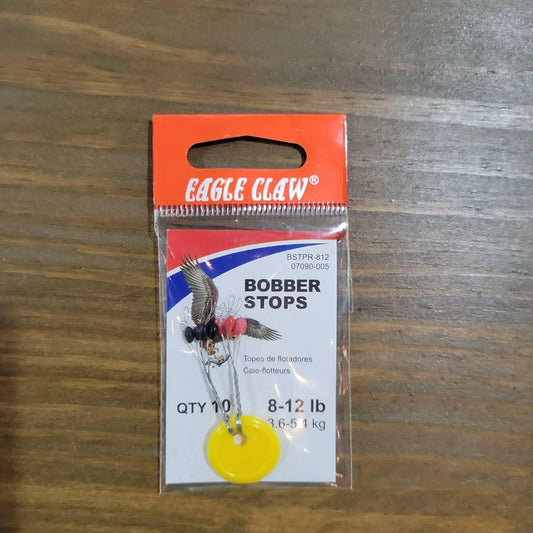 EAGLE CLAW®
BSTPR-812
07090-005
BOBBER
STOPS
Topes de flotadores
Cale-flotteurs
QTY 10
8-12 lb
3.6-5.4 kg